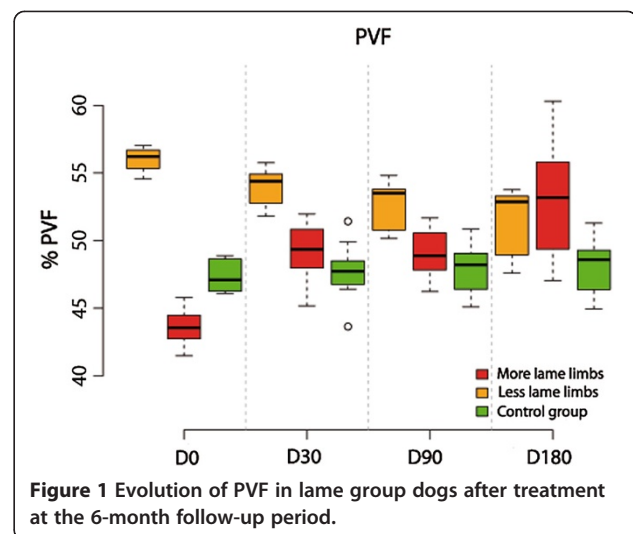 PVF
% PVF
60
55
50
45
40
More lame limbs
Less lame limbs
Control group
D0 D30 D90 D180
Figure 1 Evolution of PVF in lame group dogs after treatment
at the 6-month follow-up period.